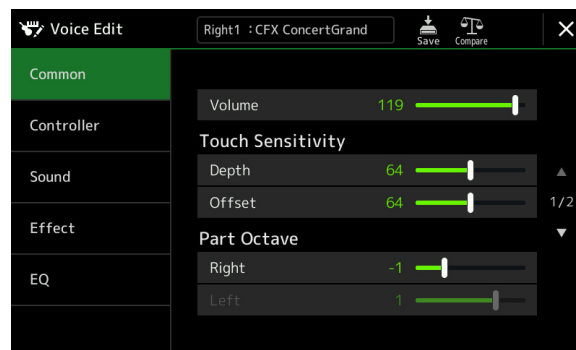 Voice Edit
Right1 :CFX ConcertGrand
Save
Compare
Common
Controller
Sound
Effect
EQ
Volume 119
Touch Sensitivity
Depth 64
Offset 64
1/2
Part Octave
Right -1
Left 1